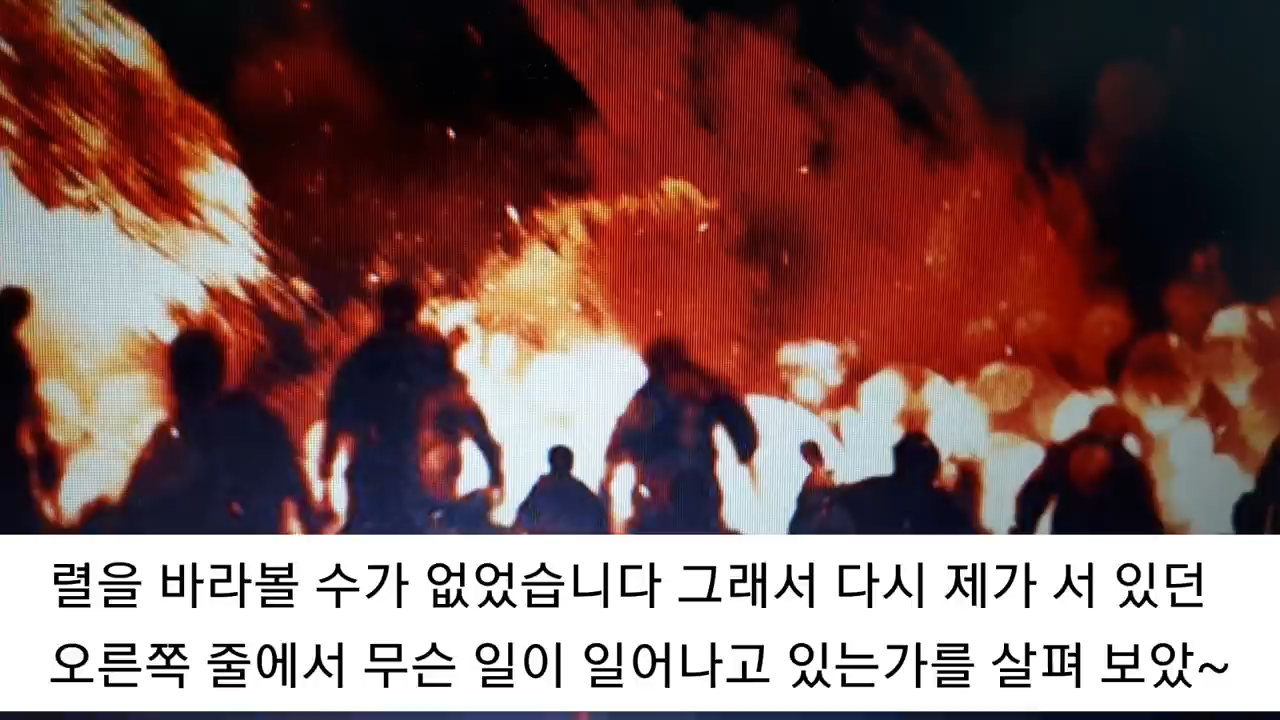 렬을 바라볼 수가 없었습니다 그래서 다시 제가 서 있던
오른쪽 줄에서 무슨 일이 일어나고 있는가를 살펴 보았~